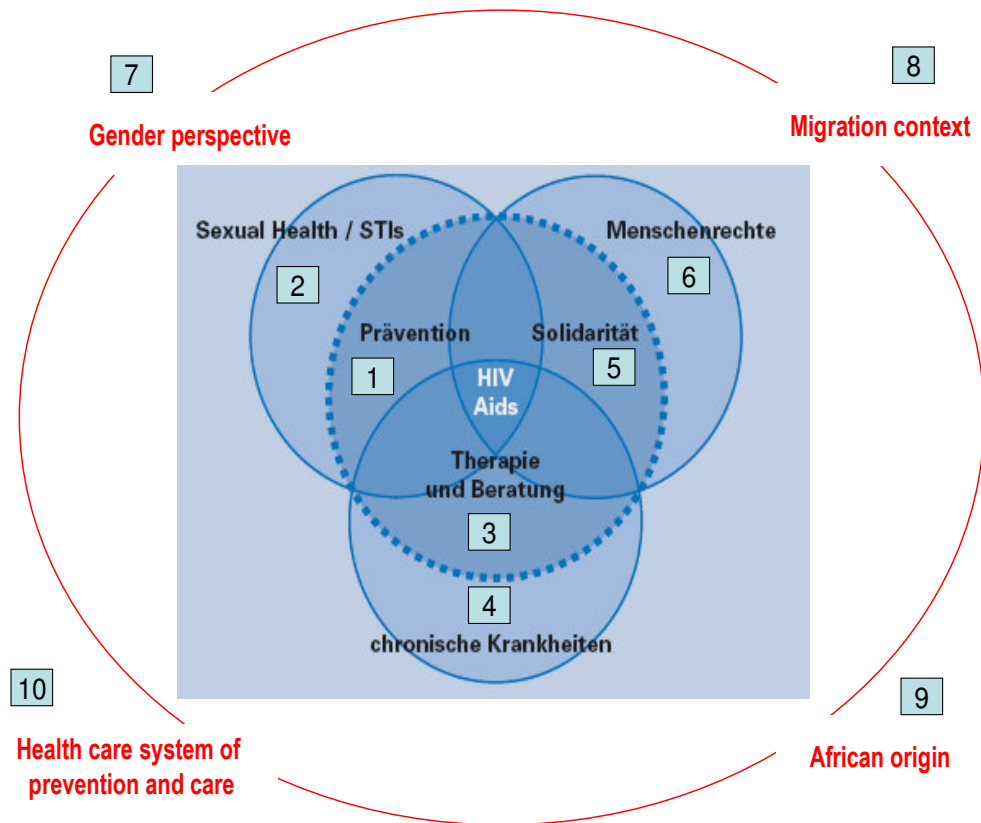 7
Gender perspective
8
Migration context
Sexual Health / STIs
2
Menschenrechte
6
Prävention
1
Solidarität
5
HIV
Aids
Therapie
und Beratung
3
4
chronische Krankheiten
10
Health care system of
prevention and care
9
African origin